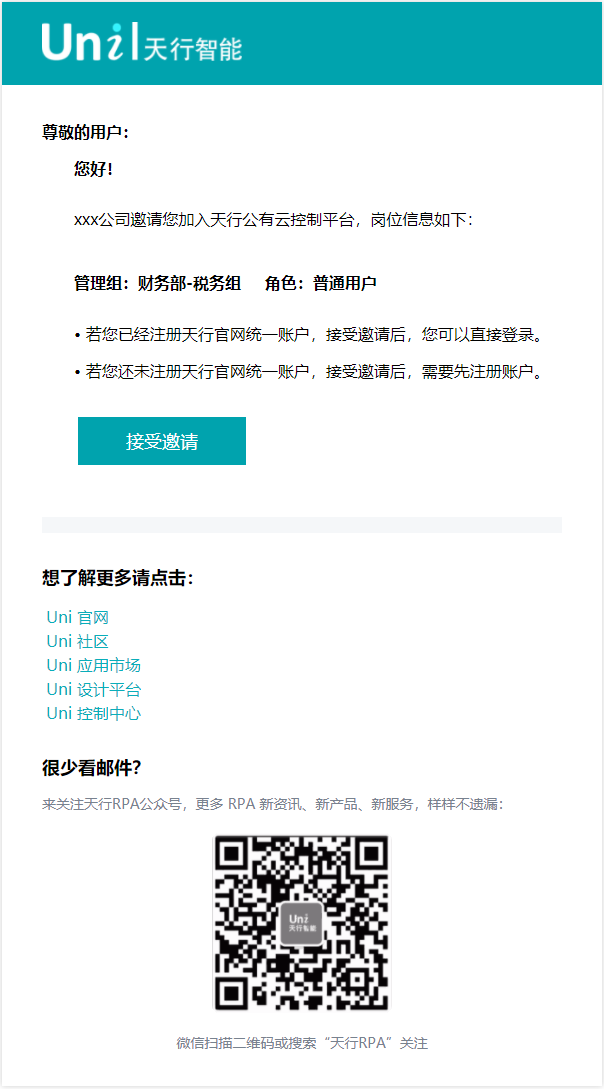 Uni 天行智能
尊敬的用户：
您好！
xxx公司邀请您加入天行公有云控制平台，岗位信息如下：
管理组：财务部-税务组 角色：普通用户
• 若您已经注册天行官网统一账户，接受邀请后，您可以直接登录。
• 若您还未注册天行官网统一账户，接受邀请后，需要先注册账户。
接受邀请
想了解更多请点击：
Uni 官网
Uni 社区
Uni 应用市场
Uni 设计平台
Uni 控制中心
很少看邮件？
来关注天行RPA公众号，更多 RPA 新资讯、新产品、新服务，样样不遗漏：
Uni
天行智能
微信扫描二维码或搜索“天行RPA”关注